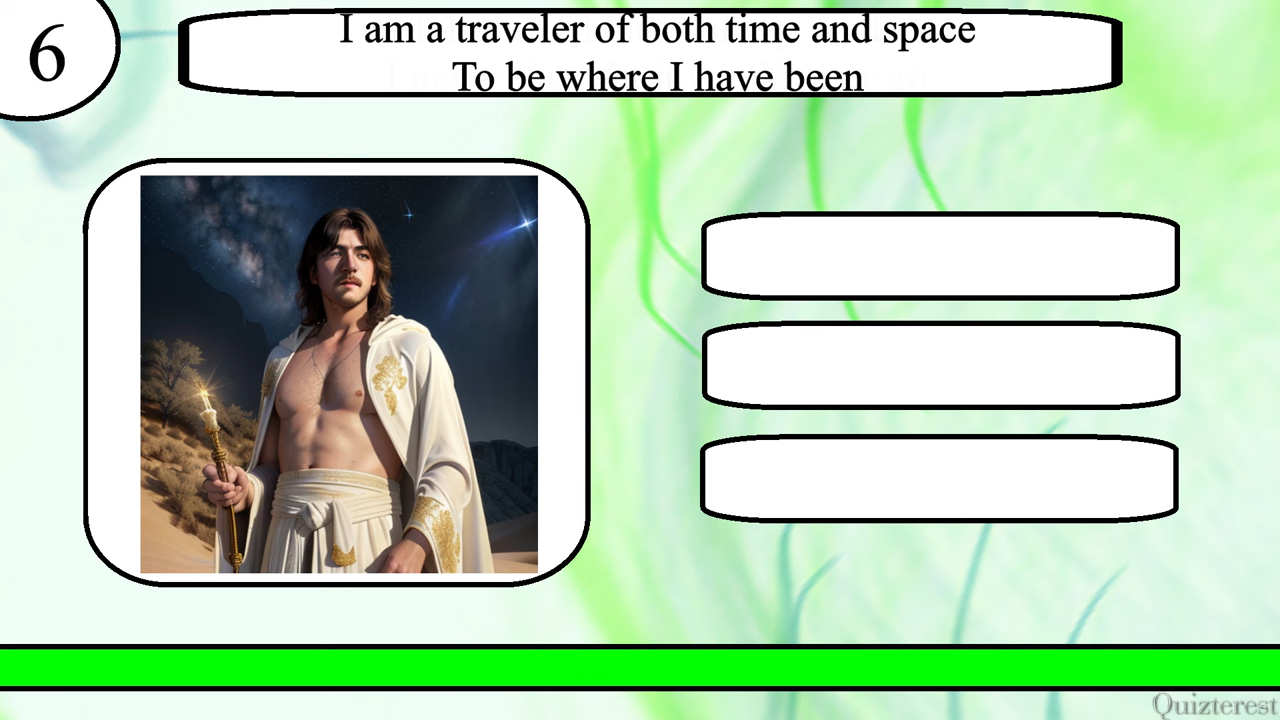 6
I am a traveler of both time and space
To be where I have been
Quizterest